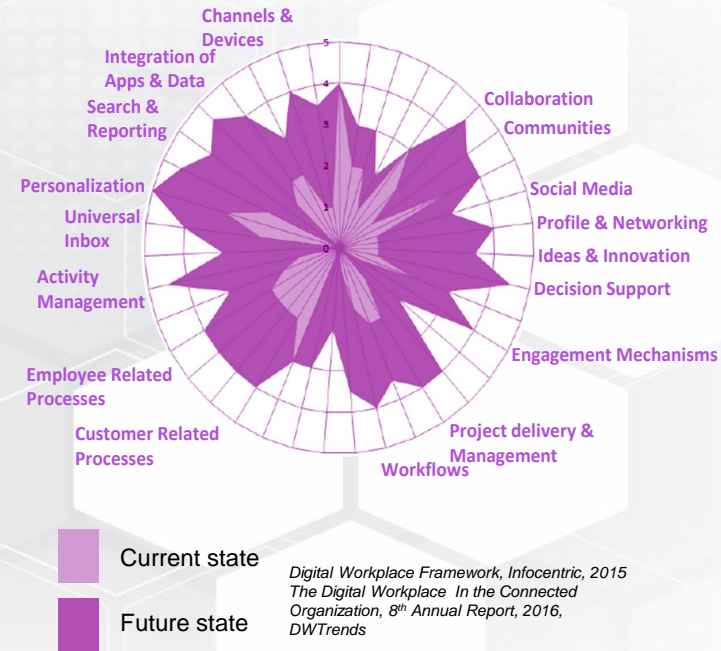 Channels &
Devices
Integration of
Apps & Data
Search &
Reporting
Personalization
Universal
Inbox
Activity
Management
Employee Related
Processes
Customer Related
Processes
5
4
3
2
1
0
Collaboration
Communities
Social Media
Profile & Networking
Ideas & Innovation
Decision Support
Engagement Mechanisms
Project delivery &
Management
Workflows
Current state
Future state
Digital Workplace Framework, Infocentric, 2015
The Digital Workplace In the Connected
Organization, 8th Annual Report, 2016,
DWTrends